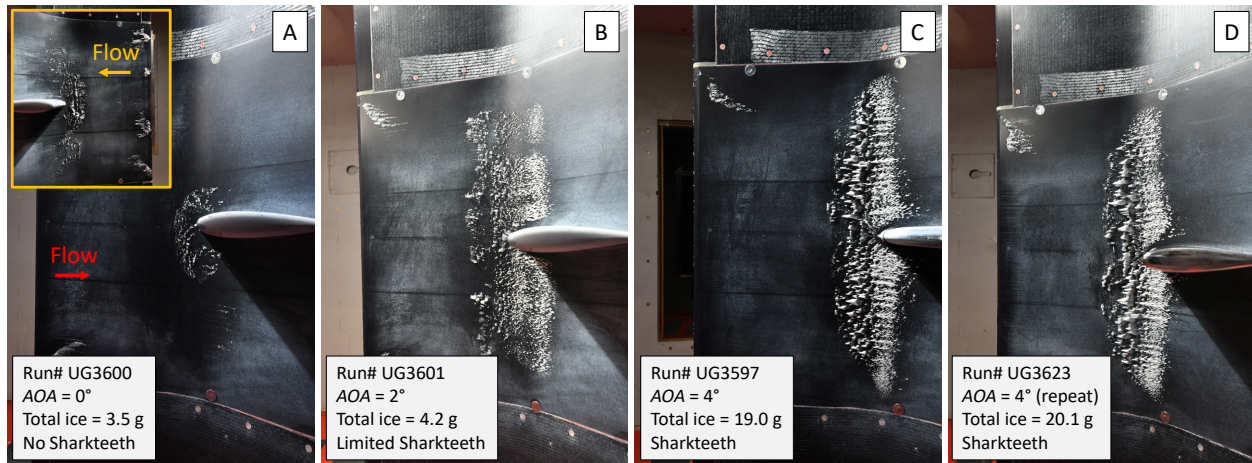 Flow
A
Flow
Run# UG3600
AOA = 0°
Total ice = 3.5 g
No Sharkteeth
B
Run# UG3601
AOA = 2°
Total ice = 4.2 g
Limited Sharkteeth
C
Run# UG3597
AOA = 4°
Total ice = 19.0 g
Sharkteeth
D
Run# UG3623
AOA = 4° (repeat)
Total ice = 20.1 g
Sharkteeth